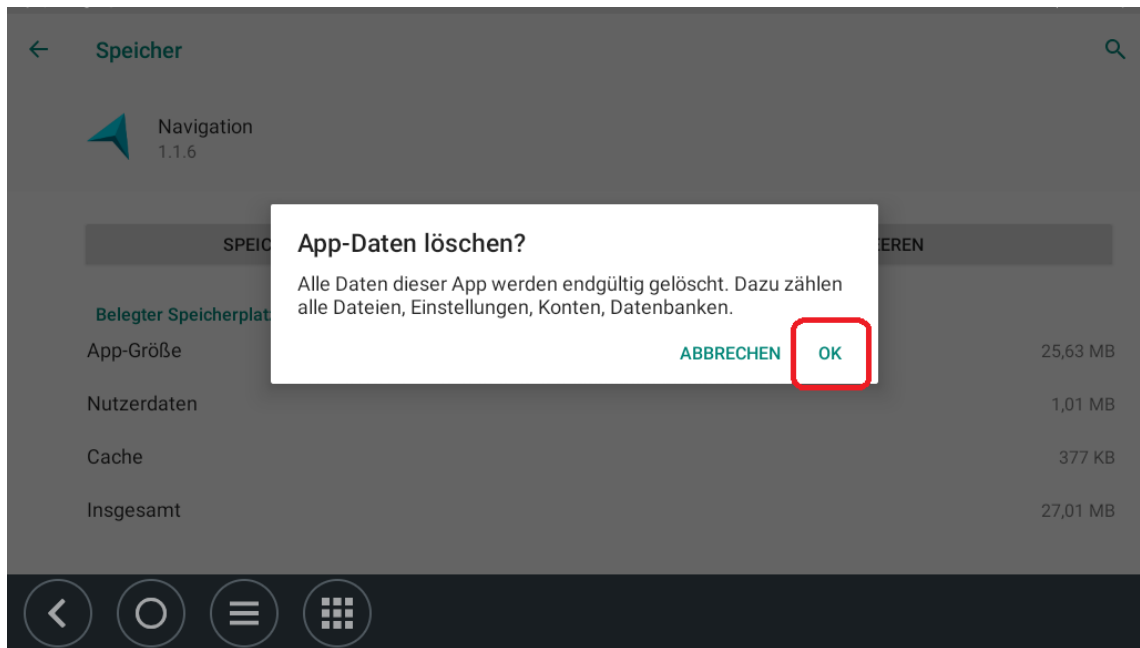 Speicher
Navigation
1.1.6
SPEIC
EEREN
App-Daten löschen?
Alle Daten dieser App werden endgültig gelöscht. Dazu zählen
alle Dateien, Einstellungen, Konten, Datenbanken.
ABBRECHEN OK
Belegter Speicherplat
App-Größe 25,63 MB
Nutzerdaten 1,01 MB
Cache 377 KB
Insgesamt 27,01 MB